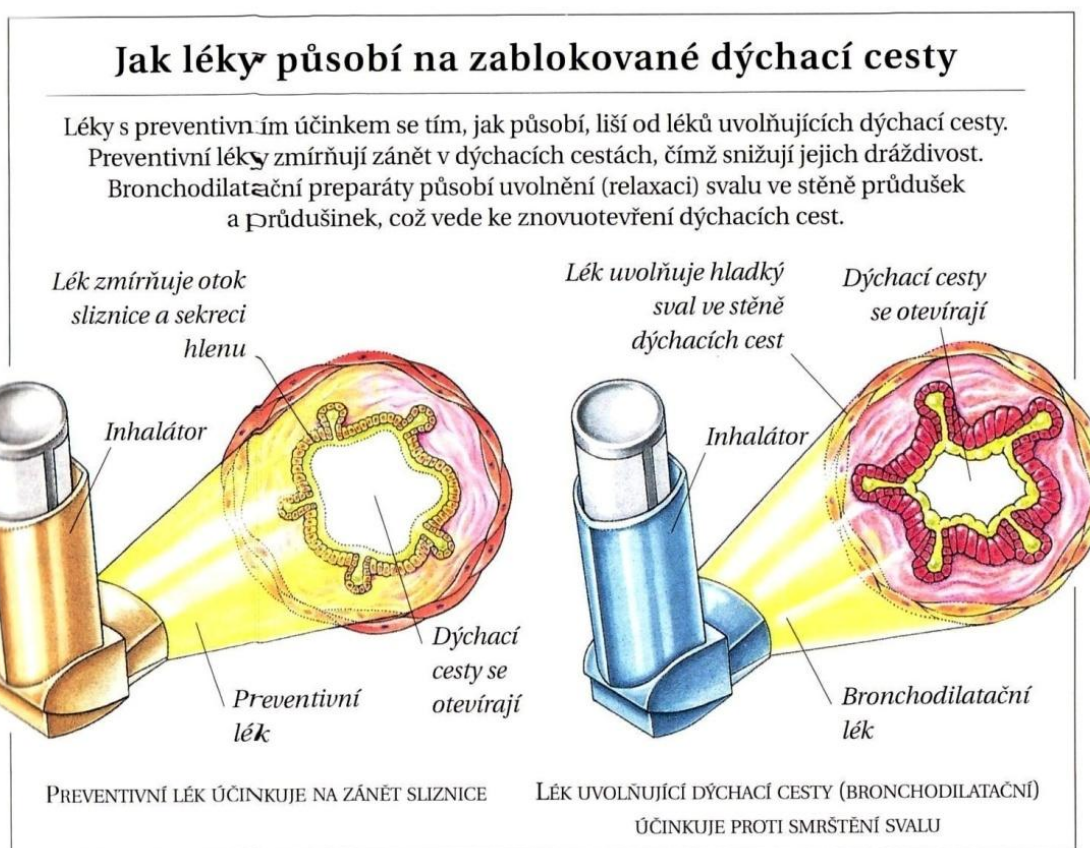 Jak léky působí na zablokované dýchací cesty
Léky s preventivním účinkem se tím, jak působí, liší od léků uvolňujících dýchací cesty.
Preventivní léky zmírňují zánět v dýchacích cestách, čímž snižují jejich dráždivost.
Bronchodilatační preparáty působí uvolnění (relaxaci) svalu ve stěně průdušek
a průdušinek, což vede ke znovuotevření dýchacích cest.
Lék zmírňuje otok
sliznice a sekreci
hlenu
Inhalátor
Dýchací
cesty se
otevírají
Preventivní
lék
PREVENTIVNÍ LÉK ÚČINKUJE NA ZÁNĚT SLIZNICE
Lék uvolňuje hladký
sval ve stěně
dýchacích cest
Dýchací cesty
se otevírají
Inhalátor
Bronchodilatační
lék
LÉK UVOLŇUJÍCÍ DÝCHACÍ CESTY (BRONCHODILATAČNÍ)
ÚČINKUJE PROTI SMRŠTĚNÍ SVALU